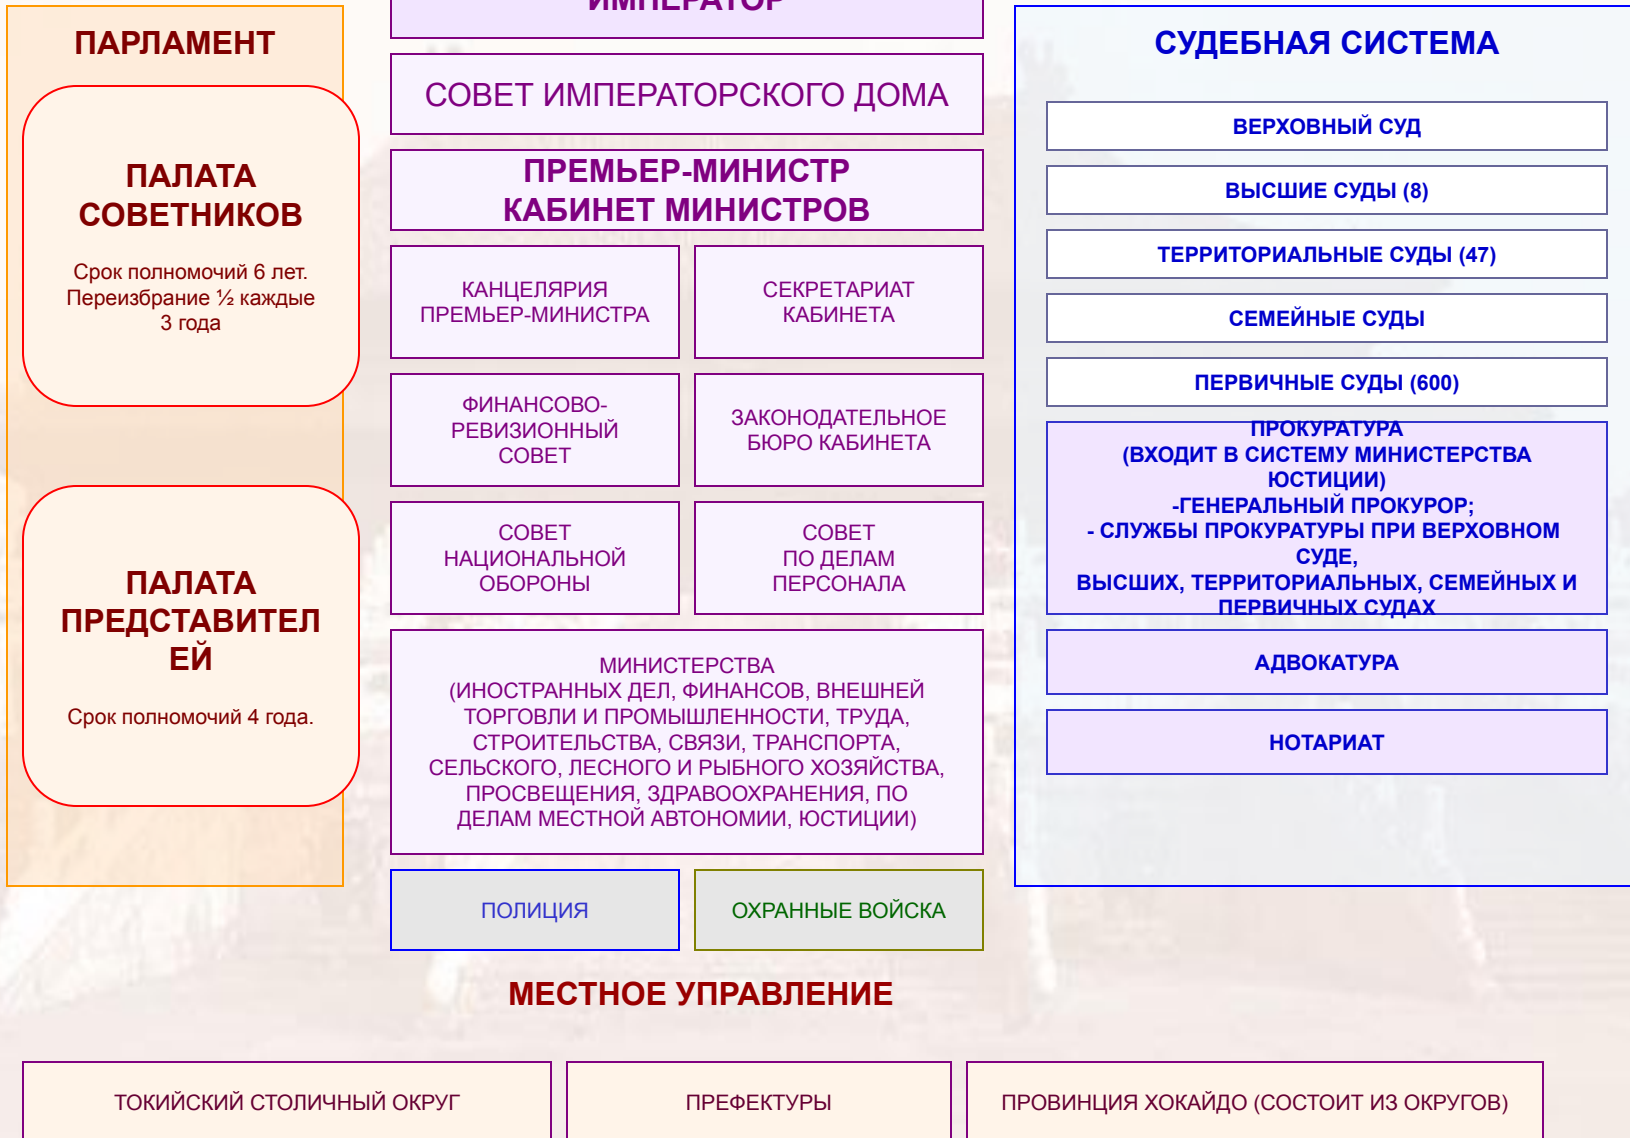 ПАРЛАМЕНТ
ПАЛАТА
СОВЕТНИКОВ
Срок полномочий 6 лет.
Переизбрание ½ каждые
3 года
ПАЛАТА
ПРЕДСТАВИТЕЛ
ЕЙ
Срок полномочий 4 года.
ИМПЕРАТОР
СОВЕТ ИМПЕРАТОРСКОГО ДОМА
ПРЕМЬЕР-МИНИСТР
КАБИНЕТ МИНИСТРОВ
КАНЦЕЛЯРИЯ
ПРЕМЬЕР-МИНИСТРА
СЕКРЕТАРИАТ
КАБИНЕТА
ФИНАНСОВО-
РЕВИЗИОННЫЙ
СОВЕТ
ЗАКОНОДАТЕЛЬНОЕ
БЮРО КАБИНЕТА
СОВЕТ
НАЦИОНАЛЬНОЙ
ОБОРОНЫ
СОВЕТ
ПО ДЕЛАМ
ПЕРСОНАЛА
МИНИСТЕРСТВА
(ИНОСТРАННЫХ ДЕЛ, ФИНАНСОВ, ВНЕШНЕЙ
ТОРГОВЛИ И ПРОМЫШЛЕННОСТИ, ТРУДА,
СТРОИТЕЛЬСТВА, СВЯЗИ, ТРАНСПОРТА,
СЕЛЬСКОГО, ЛЕСНОГО И РЫБНОГО ХОЗЯЙСТВА,
ПРОСВЕЩЕНИЯ, ЗДРАВООХРАНЕНИЯ, ПО
ДЕЛАМ МЕСТНОЙ АВТОНОМИИ, ЮСТИЦИИ)
ПОЛИЦИЯ
ОХРАННЫЕ ВОЙСКА
СУДЕБНАЯ СИСТЕМА
ВЕРХОВНЫЙ СУД
ВЫСШИЕ СУДЫ (8)
ТЕРРИТОРИАЛЬНЫЕ СУДЫ (47)
СЕМЕЙНЫЕ СУДЫ
ПЕРВИЧНЫЕ СУДЫ (600)
ПРОКУРАТУРА
(ВХОДИТ В СИСТЕМУ МИНИСТЕРСТВА
ЮСТИЦИИ)
-ГЕНЕРАЛЬНЫЙ ПРОКУРОР;
- СЛУЖБЫ ПРОКУРАТУРЫ ПРИ ВЕРХОВНОМ
СУДЕ,
ВЫСШИХ, ТЕРРИТОРИАЛЬНЫХ, СЕМЕЙНЫХ И
ПЕРВИЧНЫХ СУДАХ
АДВОКАТУРА
НОТАРИАТ
МЕСТНОЕ УПРАВЛЕНИЕ
ТОКИЙСКИЙ СТОЛИЧНЫЙ ОКРУГ
ПРЕФЕКТУРЫ
ПРОВИНЦИЯ ХОКАЙДО (СОСТОИТ ИЗ ОКРУГОВ)